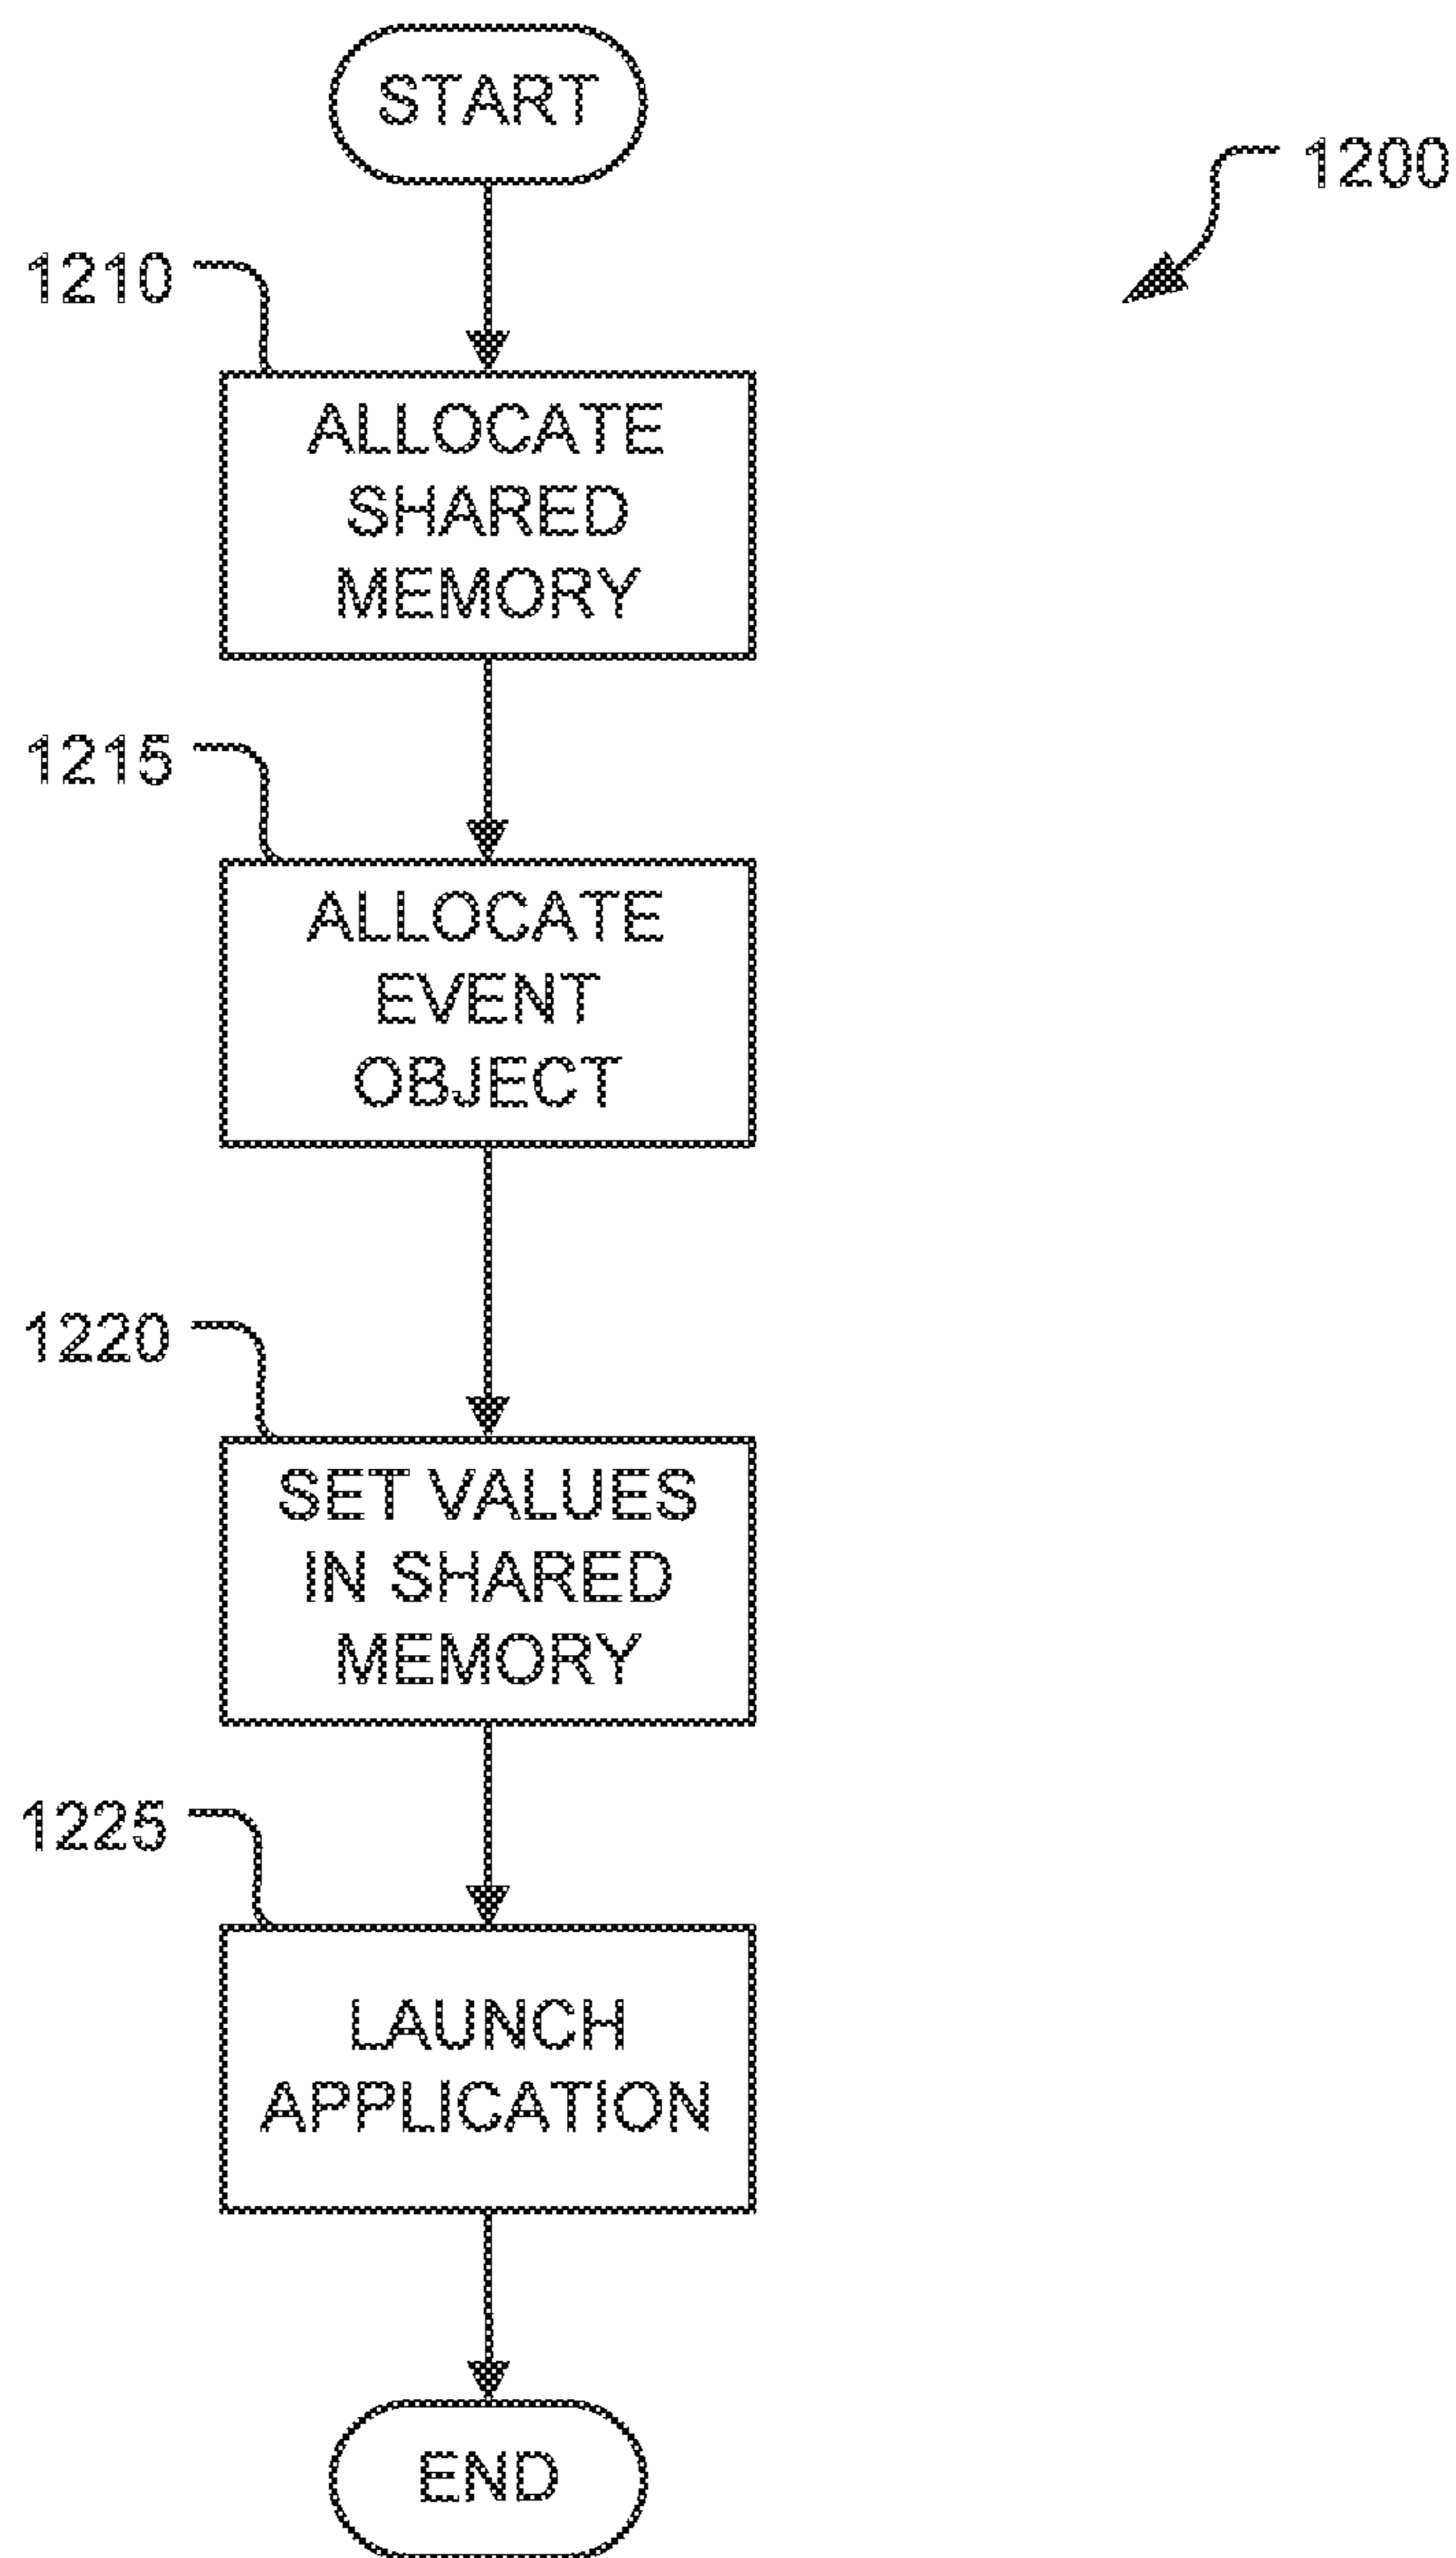 START
1200
1210
ALLOCATE
SHARED
MEMORY
1215
ALLOCATE
EVENT
OBJECT
1220
SET VALUES
IN SHARED
MEMORY
1225
LAUNCH
APPLICATION
END